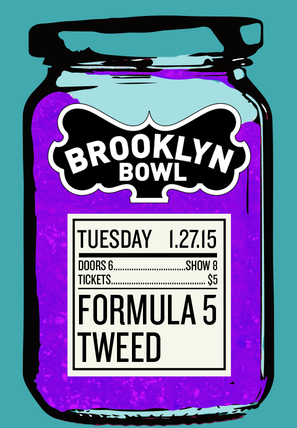 BROOKLYN
BOWL
TUESDAY 1.27.15
DOORS 6..............................SHOW 8
TICKETS........................................ $5
FORMULA 5
TWEED